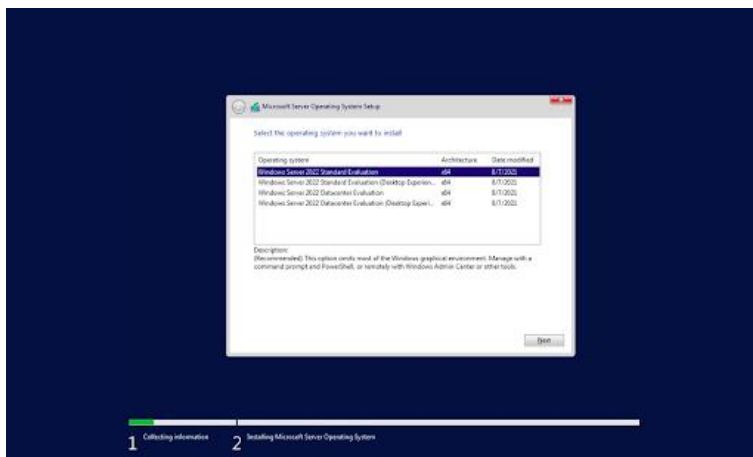 Microsoft Server Operating System Setup
Select the operating system you want to install
Operating system Architecture Date modified
Windows Server 2022 Standard Evaluation x64 8/7/2021
Windows Server 2022 Standard Evaluation (Desktop Experien... x64 8/7/2021
Windows Server 2022 Datacenter Evaluation x64 8/7/2021
Windows Server 2022 Datacenter Evaluation (Desktop Experi... x64 8/7/2021
Description:
(Recommended) This option omits most of the Windows graphical environment. Manage with a
command prompt and PowerShell, or remotely with Windows Admin Center or other tools.
Next
1 Collecting information 2 Installing Microsoft Server Operating System